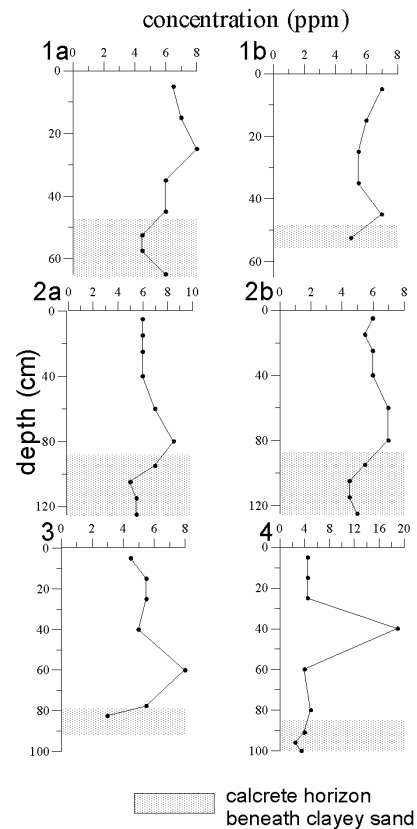 concentration (ppm)
1a
0 2 4 6 8
0
20
40
60
1b
0 2 4 6 8
0
20
40
60
2a
0 2 4 6 8 10
0
40
80
120
2b
0 2 4 6 8
0
40
80
120
depth (cm)
3
0 2 4 6 8
0
20
40
60
80
100
4
0 4 8 12 16 20
0
20
40
60
80
100
calcrete horizon
beneath clayey sand